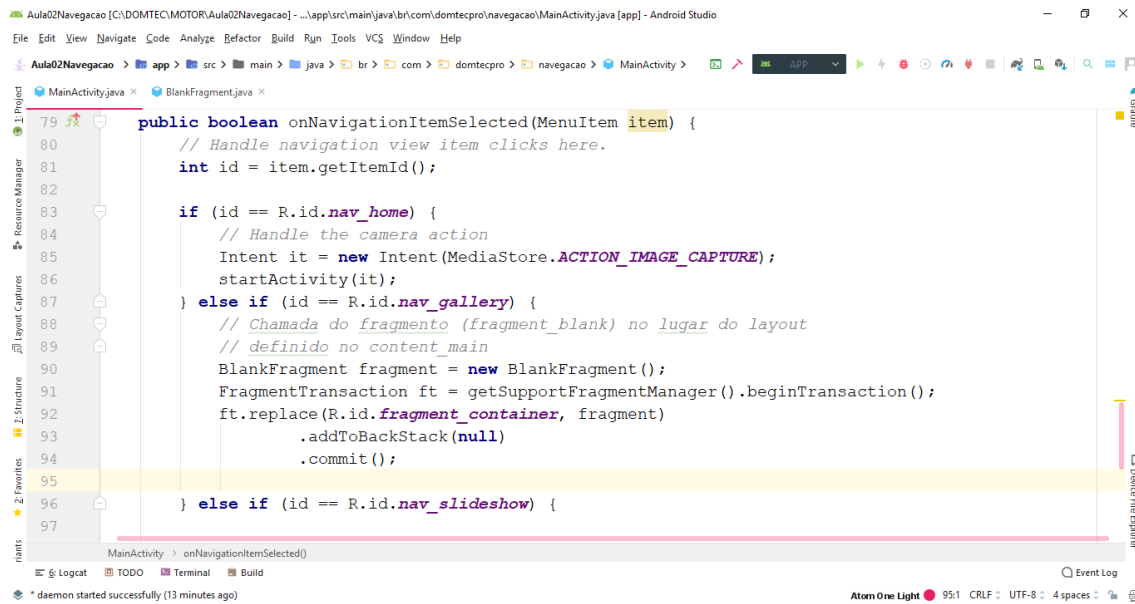 Aula02Navegacao [C:\DOMTEC\MOTOR\Aula02Navegacao] - ...\app\src\main\java\br\com\domtecpro\navegacao\MainActivity.java [app] - Android Studio
File Edit View Navigate Code Analyze Refactor Build Run Tools VCS Window Help
Aula02Navegacao app src main java br com domtecpro navegacao MainActivity APP
MainActivity.java BlankFragment.java
1: Project
Resource Manager
Layout Captures
7: Structure
2: Favorites
79 public boolean onNavigationItemSelected(MenuItem item) {
80 // Handle navigation view item clicks here.
81 int id = item.getItemId();
82
83 if (id == R.id.nav_home) {
84 // Handle the camera action
85 Intent it = new Intent(MediaStore.ACTION_IMAGE_CAPTURE);
86 startActivity(it);
87 } else if (id == R.id.nav_gallery) {
88 // Chamada do fragmento (fragment_blank) no lugar do layout
89 // definido no content_main
90 BlankFragment fragment = new BlankFragment();
91 FragmentTransaction ft = getSupportFragmentManager().beginTransaction();
92 ft.replace(R.id.fragment_container, fragment)
93 .addToBackStack(null)
94 .commit();
95
96 } else if (id == R.id.nav_slideshow) {
97
Gradle
Device File Explorer
MainActivity onNavigationItemSelected()
6: Logcat TODO Terminal Build Event Log
* daemon started successfully (13 minutes ago) Atom One Light 95:1 CRLF UTF-8 4 spaces